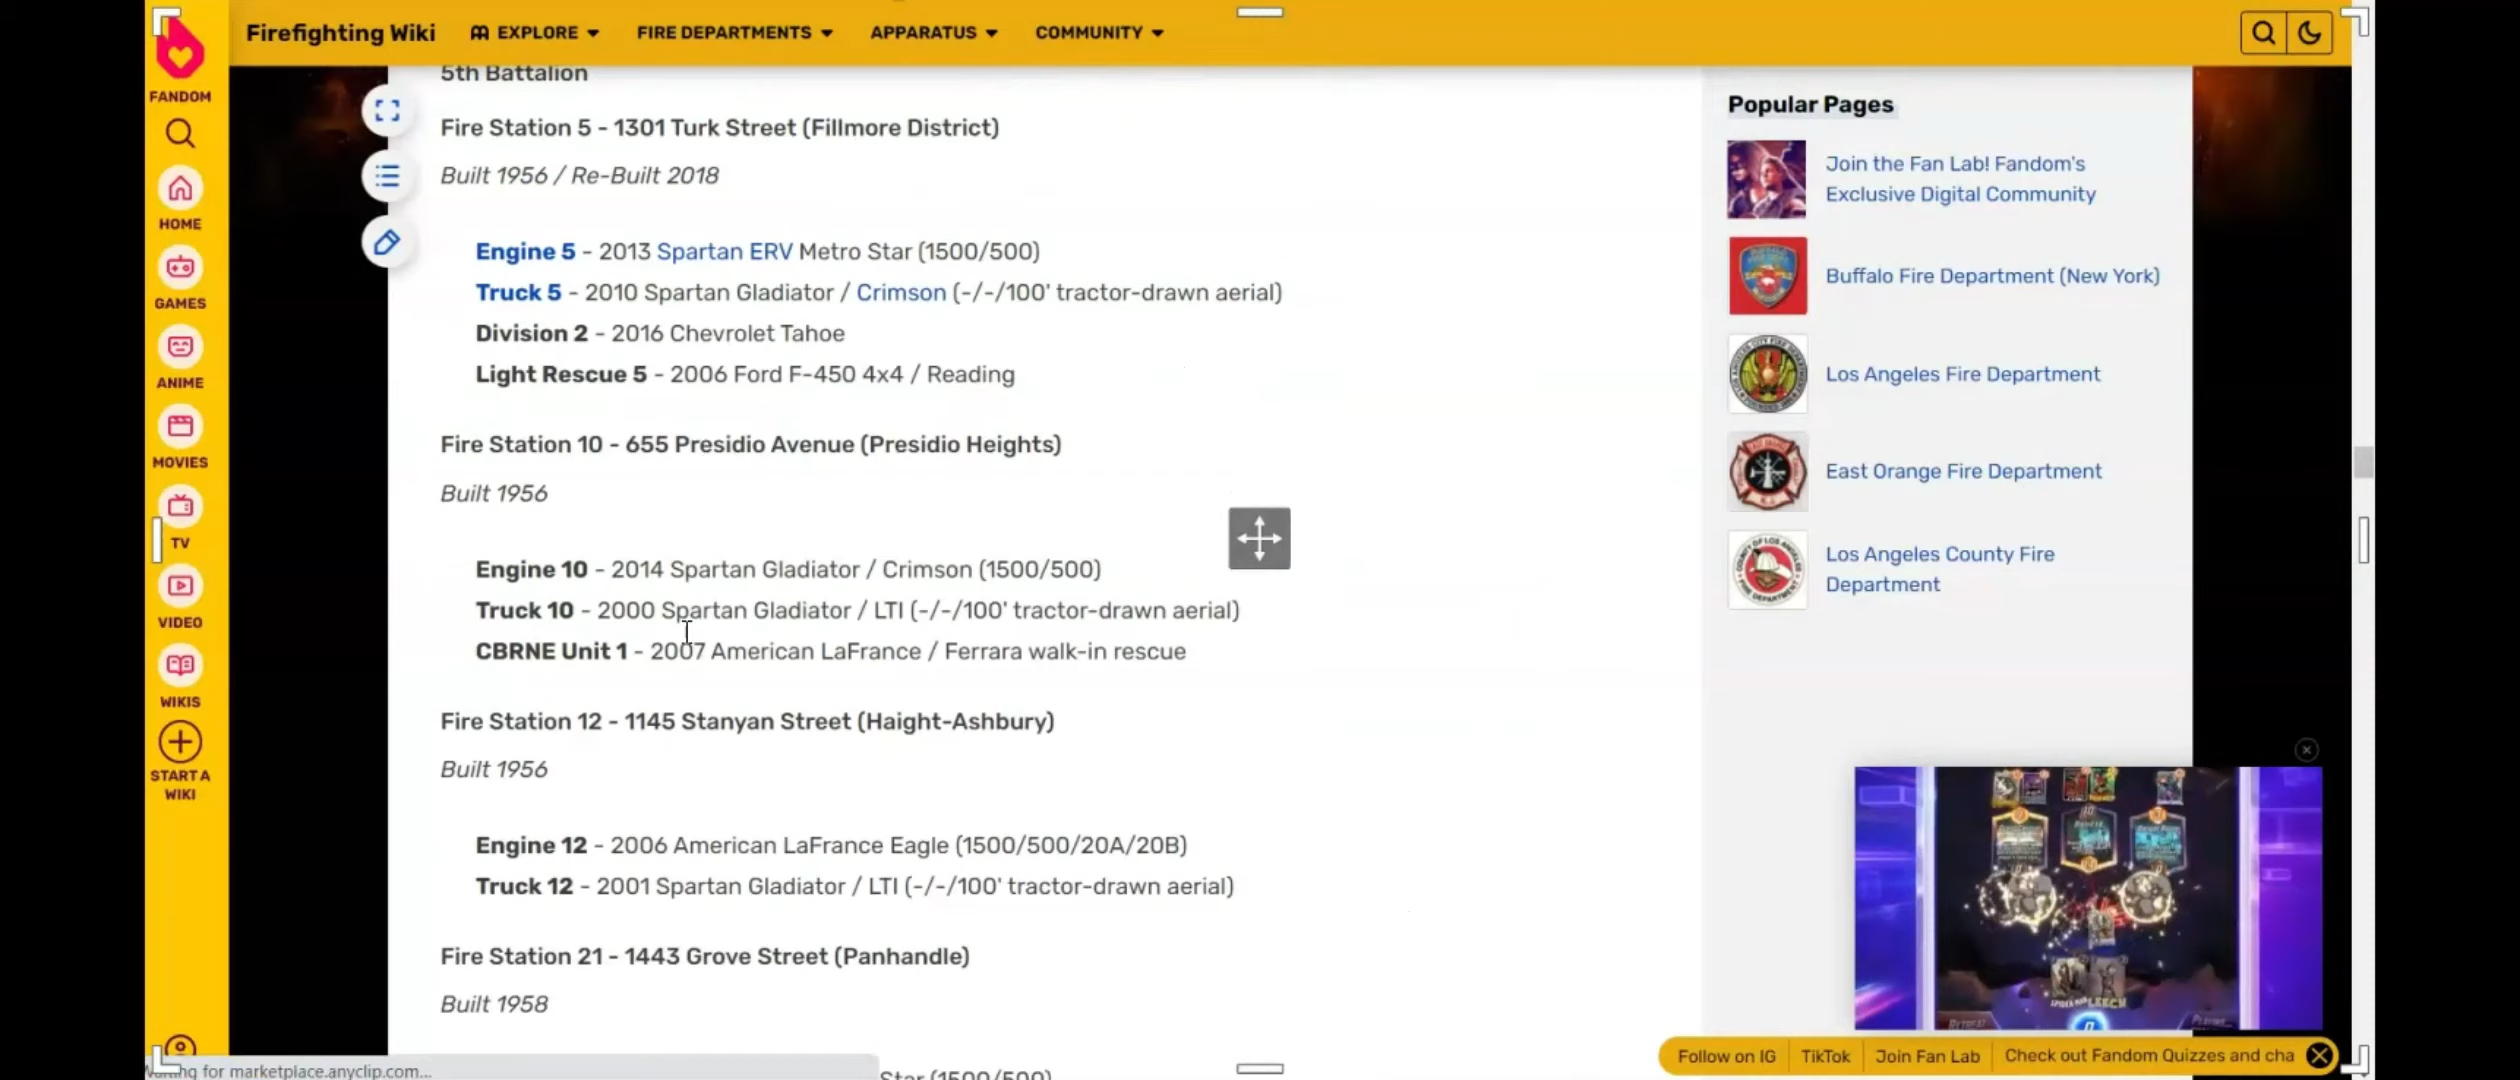 Firefighting Wiki
EXPLORE
FIRE DEPARTMENTS
APPARATUS
COMMUNITY
FANDOM
HOME
GAMES
ANIME
MOVIES
TV
VIDEO
WIKIS
START A
WIKI
5th Battalion
Fire Station 5 - 1301 Turk Street (Fillmore District)
Built 1956 / Re-Built 2018
Engine 5 - 2013 Spartan ERV Metro Star (1500/500)
Truck 5 - 2010 Spartan Gladiator / Crimson (-/-/100' tractor-drawn aerial)
Division 2 - 2016 Chevrolet Tahoe
Light Rescue 5 - 2006 Ford F-450 4x4 / Reading
Fire Station 10 - 655 Presidio Avenue (Presidio Heights)
Built 1956
Engine 10 - 2014 Spartan Gladiator / Crimson (1500/500)
Truck 10 - 2000 Spartan Gladiator / LTI (-/-/100' tractor-drawn aerial)
CBRNE Unit 1 - 2007 American LaFrance / Ferrara walk-in rescue
Fire Station 12 - 1145 Stanyan Street (Haight-Ashbury)
Built 1956
Engine 12 - 2006 American LaFrance Eagle (1500/500/20A/20B)
Truck 12 - 2001 Spartan Gladiator / LTI (-/-/100' tractor-drawn aerial)
Fire Station 21 - 1443 Grove Street (Panhandle)
Built 1958
Star (1500/500)
for marketplace.anyclip.com...
Popular Pages
Join the Fan Lab! Fandom's
Exclusive Digital Community
Buffalo Fire Department (New York)
Los Angeles Fire Department
East Orange Fire Department
Los Angeles County Fire
Department
LEECH
RETREAT
Follow on IG
TikTok
Join Fan Lab
Check out Fandom Quizzes and cha